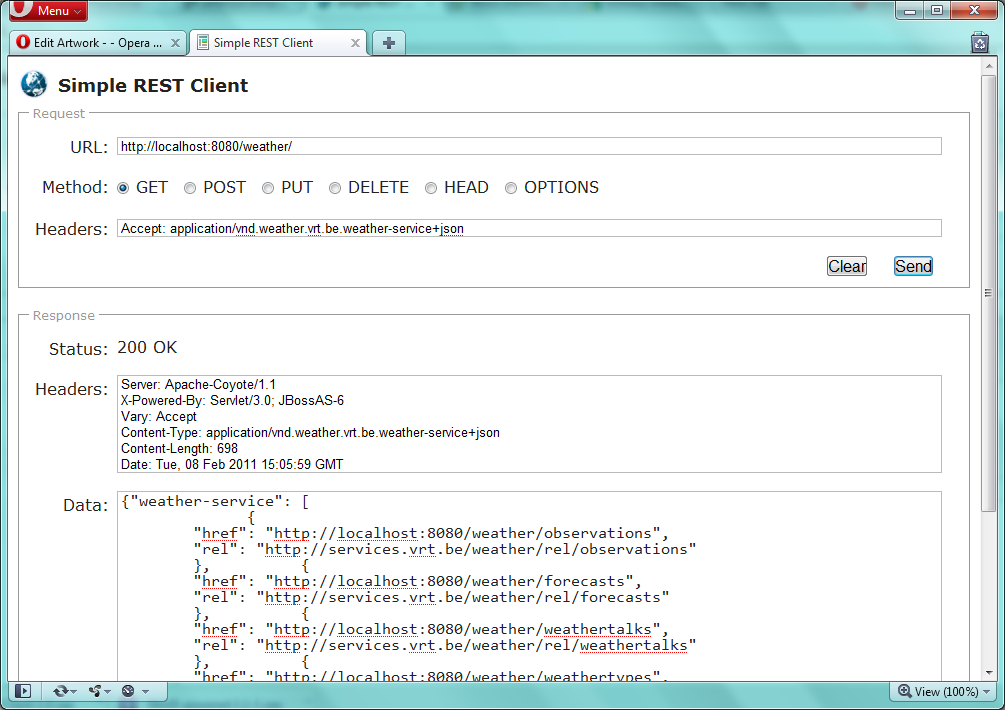 Menu
Edit Artwork - - Opera ...
Simple REST Client
Simple REST Client
Request
URL: http://localhost:8080/weather/
Method: GET POST PUT DELETE HEAD OPTIONS
Headers: Accept: application/vnd.weather.vrt.be.weather-service+json
Clear Send
Response
Status: 200 OK
Headers: Server: Apache-Coyote/1.1
X-Powered-By: Servlet/3.0; JBossAS-6
Vary: Accept
Content-Type: application/vnd.weather.vrt.be.weather-service+json
Content-Length: 698
Date: Tue, 08 Feb 2011 15:05:59 GMT
Data: {"weather-service": [
{
"href": "http://localhost:8080/weather/observations",
"rel": "http://services.vrt.be/weather/rel/observations"
}, {
"href": "http://localhost:8080/weather/forecasts",
"rel": "http://services.vrt.be/weather/rel/forecasts"
}, {
"href": "http://localhost:8080/weather/weathertalks",
"rel": "http://services.vrt.be/weather/rel/weathertalks"
}, {
"href": "http://localhost:8080/weather/weathertypes",
View (100%)